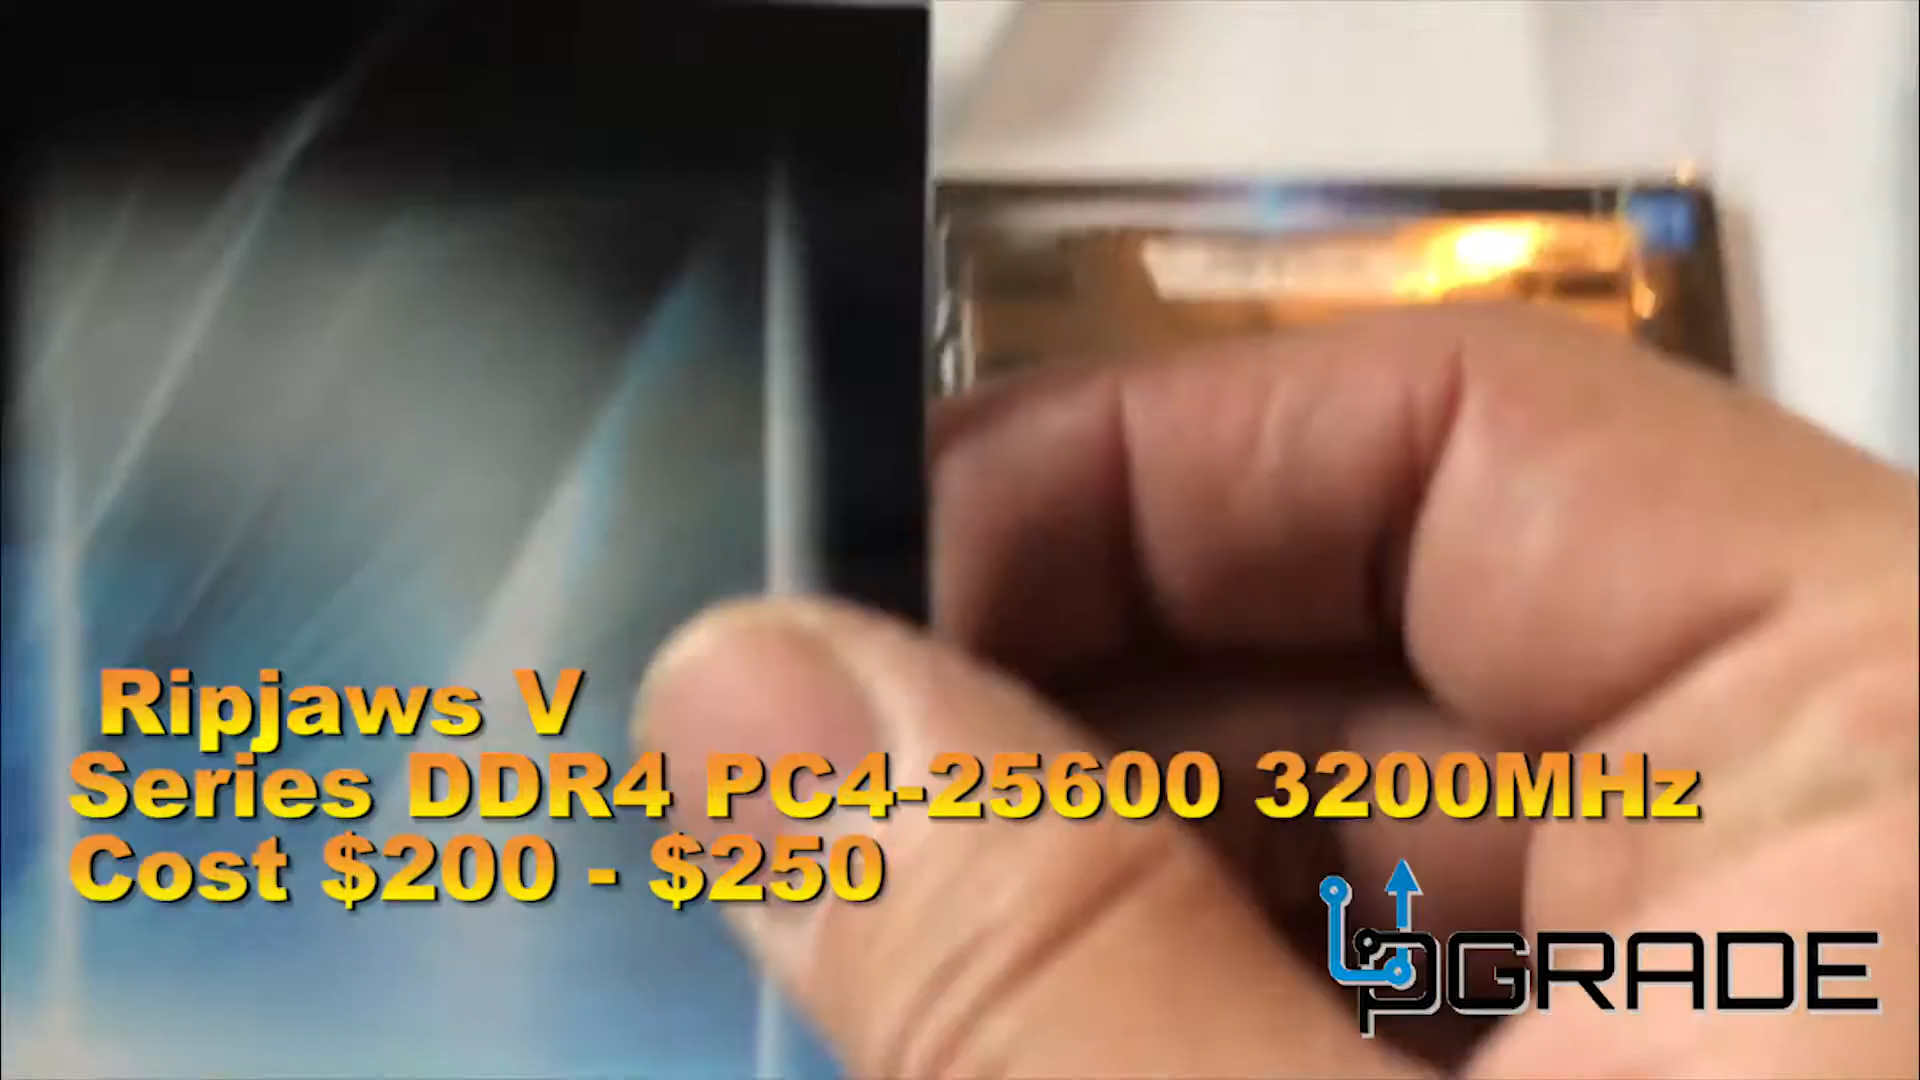 Ripjaws V
Series DDR4 PC4-25600 3200MHz
Cost $200 - $250
UPGRADE